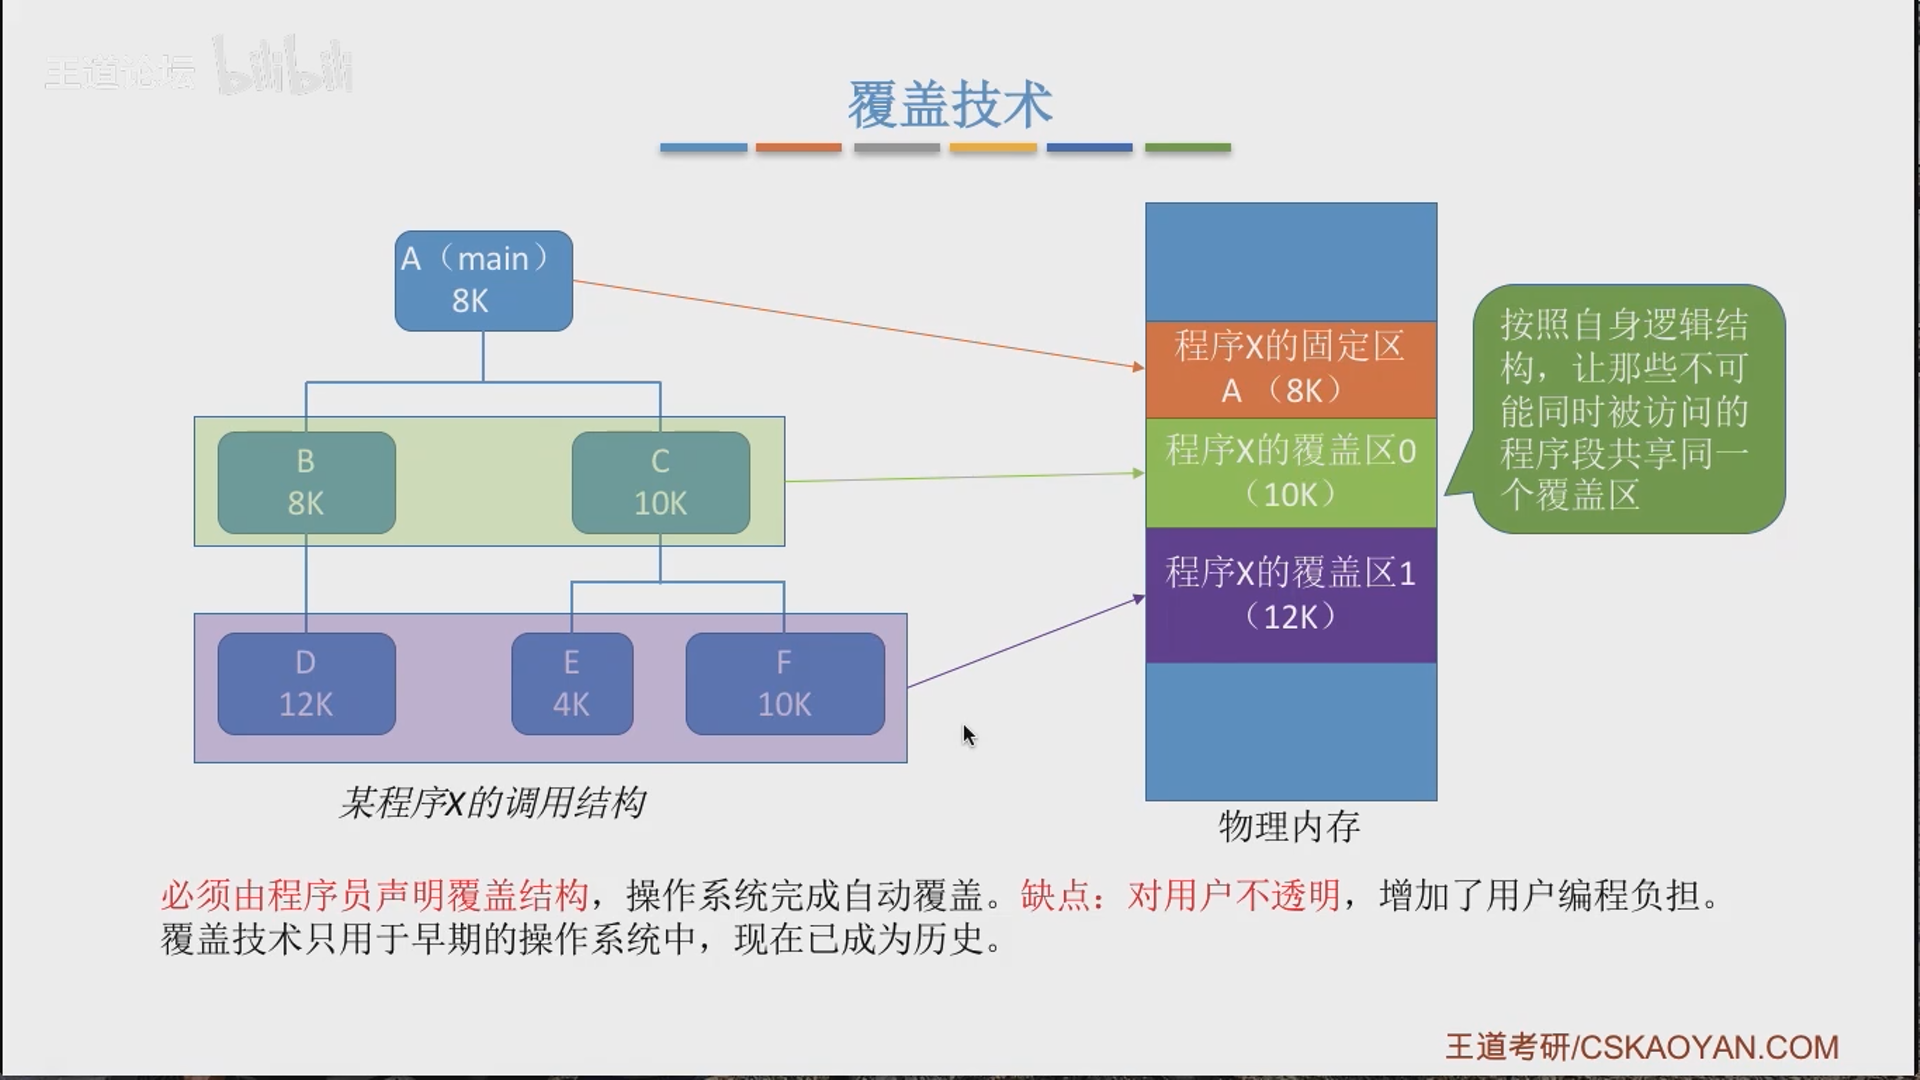 王道论坛 bilibili
覆盖技术
A（main）
8K
B
8K
C
10K
D
12K
E
4K
F
10K
某程序X的调用结构
程序X的固定区
A （8K）
程序X的覆盖区0
（10K）
程序X的覆盖区1
（12K）
物理内存
按照自身逻辑结
构，让那些不可
能同时被访问的
程序段共享同一
个覆盖区
必须由程序员声明覆盖结构，操作系统完成自动覆盖。缺点：对用户不透明，增加了用户编程负担。
覆盖技术只用于早期的操作系统中，现在已成为历史。
王道考研/CSKAOYAN.COM